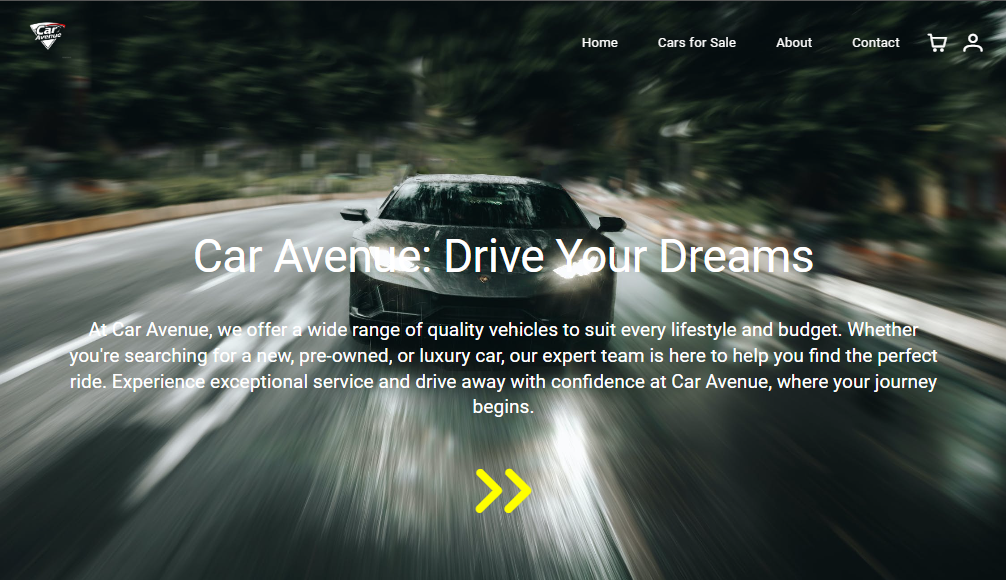 Car
Avenue
Home
Cars for Sale
About
Contact
Car Avenue: Drive Your Dreams
At Car Avenue, we offer a wide range of quality vehicles to suit every lifestyle and budget. Whether
you're searching for a new, pre-owned, or luxury car, our expert team is here to help you find the perfect
ride. Experience exceptional service and drive away with confidence at Car Avenue, where your journey
begins.